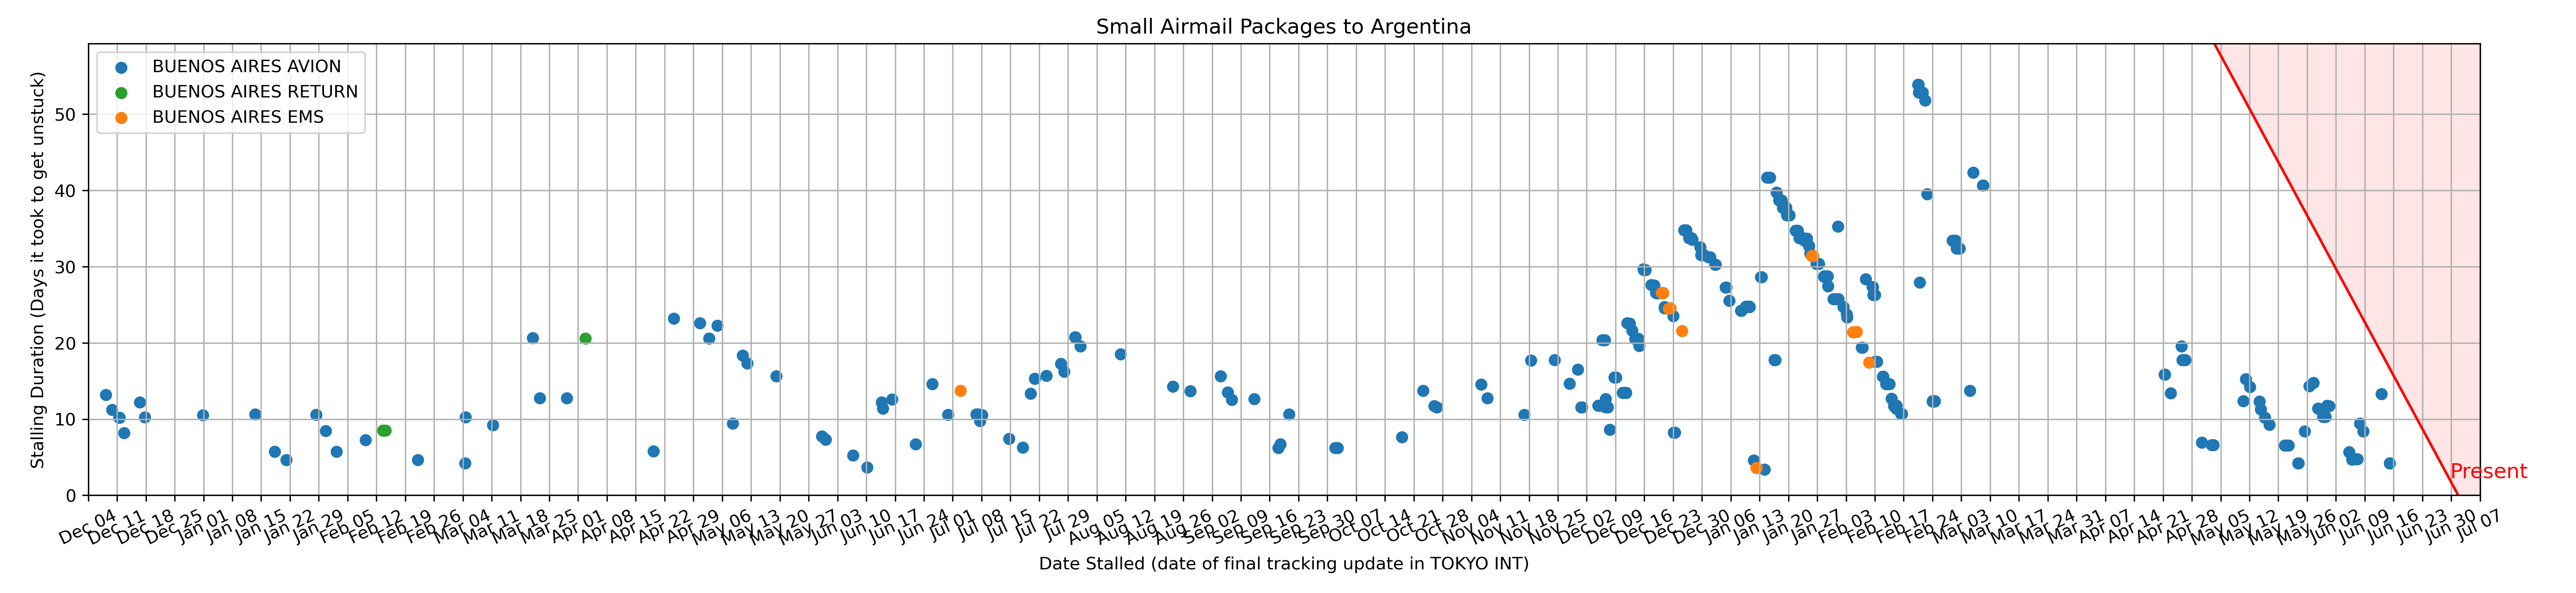 Small Airmail Packages to Argentina
BUENOS AIRES AVION
BUENOS AIRES RETURN
BUENOS AIRES EMS
Stalling Duration (Days it took to get unstuck)
50
40
30
20
10
0
Present
Dec 04 Dec 11 Dec 18 Dec 25 Jan 01 Jan 08 Jan 15 Jan 22 Jan 29 Feb 05 Feb 12 Feb 19 Feb 26 Mar 04 Mar 11 Mar 18 Mar 25 Apr 01 Apr 08 Apr 15 Apr 22 Apr 29 May 06 May 13 May 20 May 27 Jun 03 Jun 10 Jun 17 Jun 24 Jul 01 Jul 08 Jul 15 Jul 22 Jul 29 Aug 05 Aug 12 Aug 19 Aug 26 Sep 02 Sep 09 Sep 16 Sep 23 Sep 30 Oct 07 Oct 14 Oct 21 Oct 28 Nov 04 Nov 11 Nov 18 Nov 25 Dec 02 Dec 09 Dec 16 Dec 23 Dec 30 Jan 06 Jan 13 Jan 20 Jan 27 Feb 03 Feb 10 Feb 17 Feb 24 Mar 03 Mar 10 Mar 17 Mar 24 Mar 31 Apr 07 Apr 14 Apr 21 Apr 28 May 05 May 12 May 19 May 26 Jun 02 Jun 09 Jun 16 Jun 23 Jun 30 Jul 07
Date Stalled (date of final tracking update in TOKYO INT)